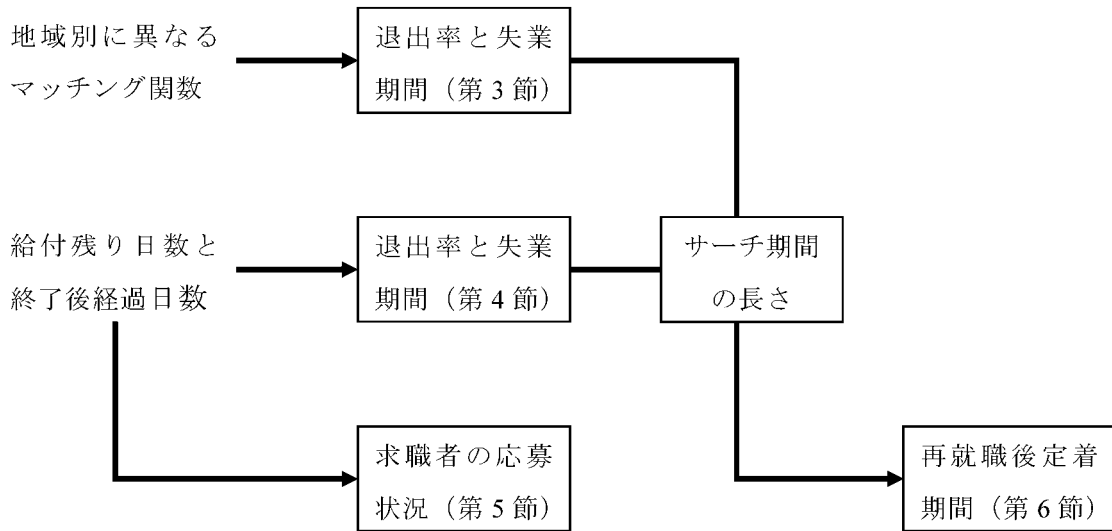 地域別に異なる
マッチング関数
退出率と失業
期間（第3節）
給付残り日数と
終了後経過日数
退出率と失業
期間（第4節）
サーチ期間
の長さ
求職者の応募
状況（第5節）
再就職後定着
期間（第6節）